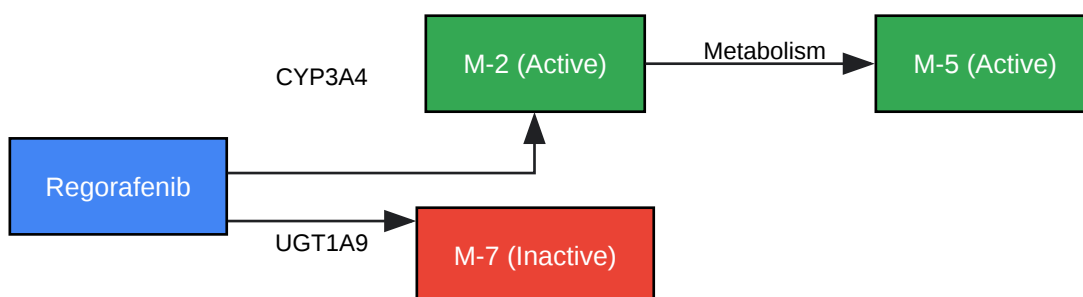 CYP3A4
M-2 (Active)
Metabolism
M-5 (Active)
Regorafenib
UGT1A9
M-7 (Inactive)